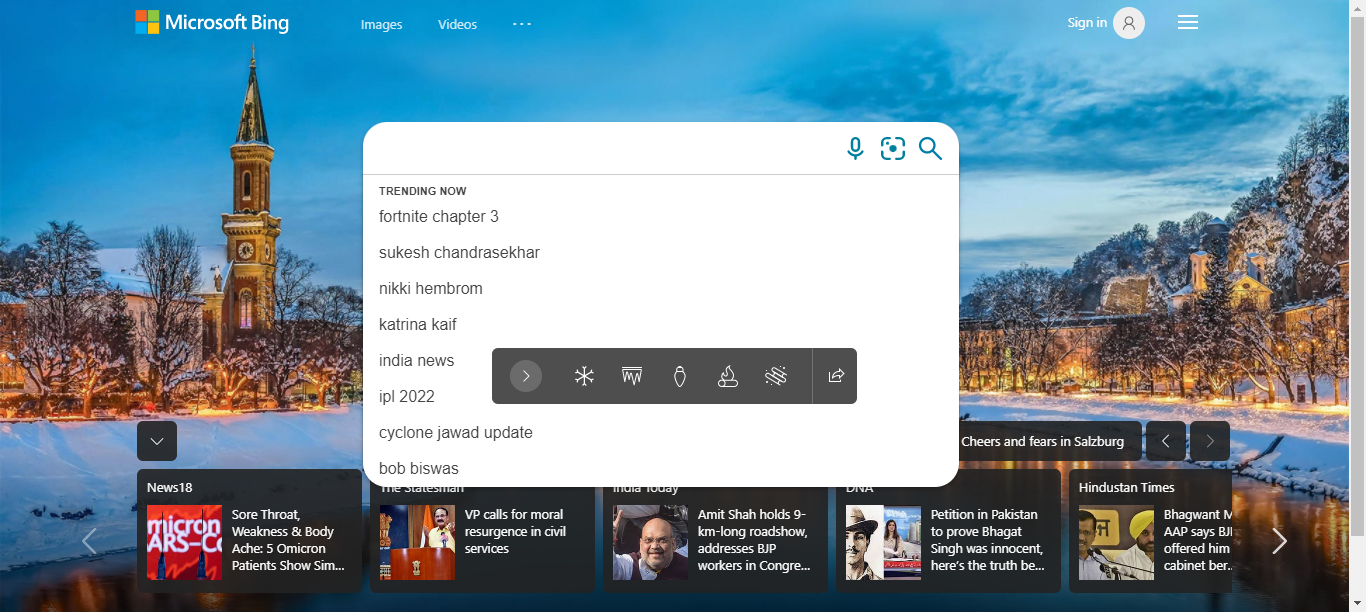 Microsoft Bing
Images
Videos
Sign in
TRENDING NOW
fortnite chapter 3
sukesh chandrasekhar
nikki hembrom
katrina kaif
india news
ipl 2022
cyclone jawad update
bob biswas
Cheers and fears in Salzburg
News18
Sore Throat,
Weakness & Body
Ache: 5 Omicron
Patients Show Sim...
The Statesman
VP calls for moral
resurgence in civil
services
India Today
Amit Shah holds 9-
km-long roadshow,
addresses BJP
workers in Congre...
DNA
Petition in Pakistan
to prove Bhagat
Singh was innocent,
here's the truth be...
Hindustan Times
Bhagwant M
AAP says BJ
offered him
cabinet ber..